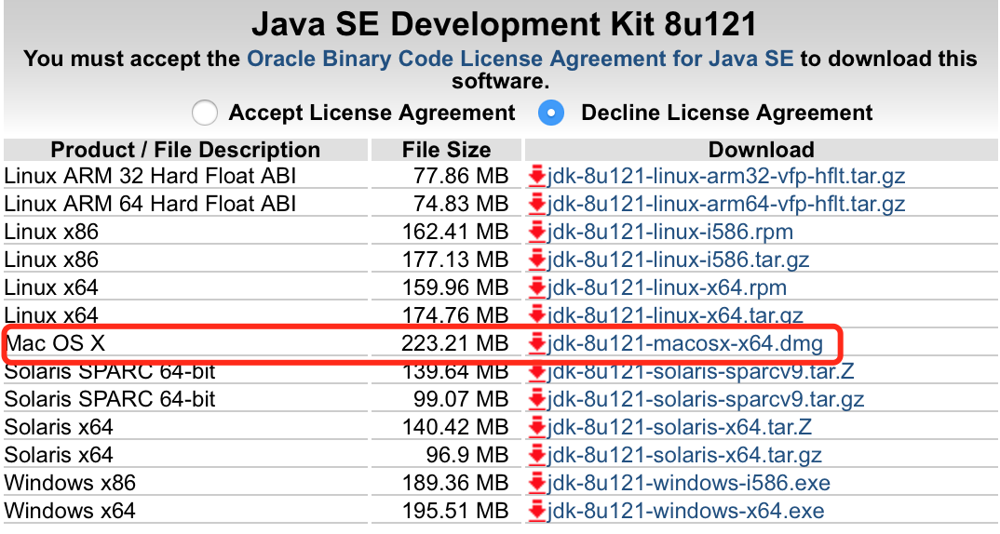 Java SE Development Kit 8u121
You must accept the Oracle Binary Code License Agreement for Java SE to download this
software.
Accept License Agreement Decline License Agreement
Product / File Description File Size Download
Linux ARM 32 Hard Float ABI 77.86 MB jdk-8u121-linux-arm32-vfp-hflt.tar.gz
Linux ARM 64 Hard Float ABI 74.83 MB jdk-8u121-linux-arm64-vfp-hflt.tar.gz
Linux x86 162.41 MB jdk-8u121-linux-i586.rpm
Linux x86 177.13 MB jdk-8u121-linux-i586.tar.gz
Linux x64 159.96 MB jdk-8u121-linux-x64.rpm
Linux x64 174.76 MB jdk-8u121-linux-x64.tar.gz
Mac OS X 223.21 MB jdk-8u121-macosx-x64.dmg
Solaris SPARC 64-bit 139.64 MB jdk-8u121-solaris-sparcv9.tar.Z
Solaris SPARC 64-bit 99.07 MB jdk-8u121-solaris-sparcv9.tar.gz
Solaris x64 140.42 MB jdk-8u121-solaris-x64.tar.Z
Solaris x64 96.9 MB jdk-8u121-solaris-x64.tar.gz
Windows x86 189.36 MB jdk-8u121-windows-i586.exe
Windows x64 195.51 MB jdk-8u121-windows-x64.exe